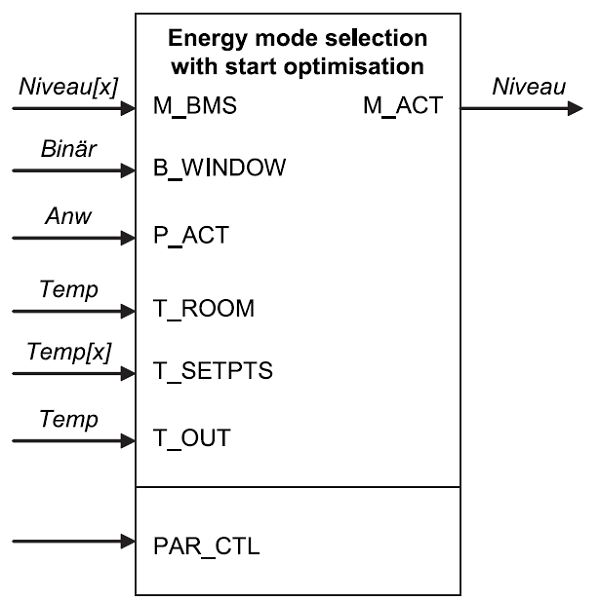 Energy mode selection
with start optimisation
Niveau[x]
M_BMS
M_ACT
Niveau
Binär
B_WINDOW
Anw
P_ACT
Temp
T_ROOM
Temp[x]
T_SETPTS
Temp
T_OUT
PAR_CTL